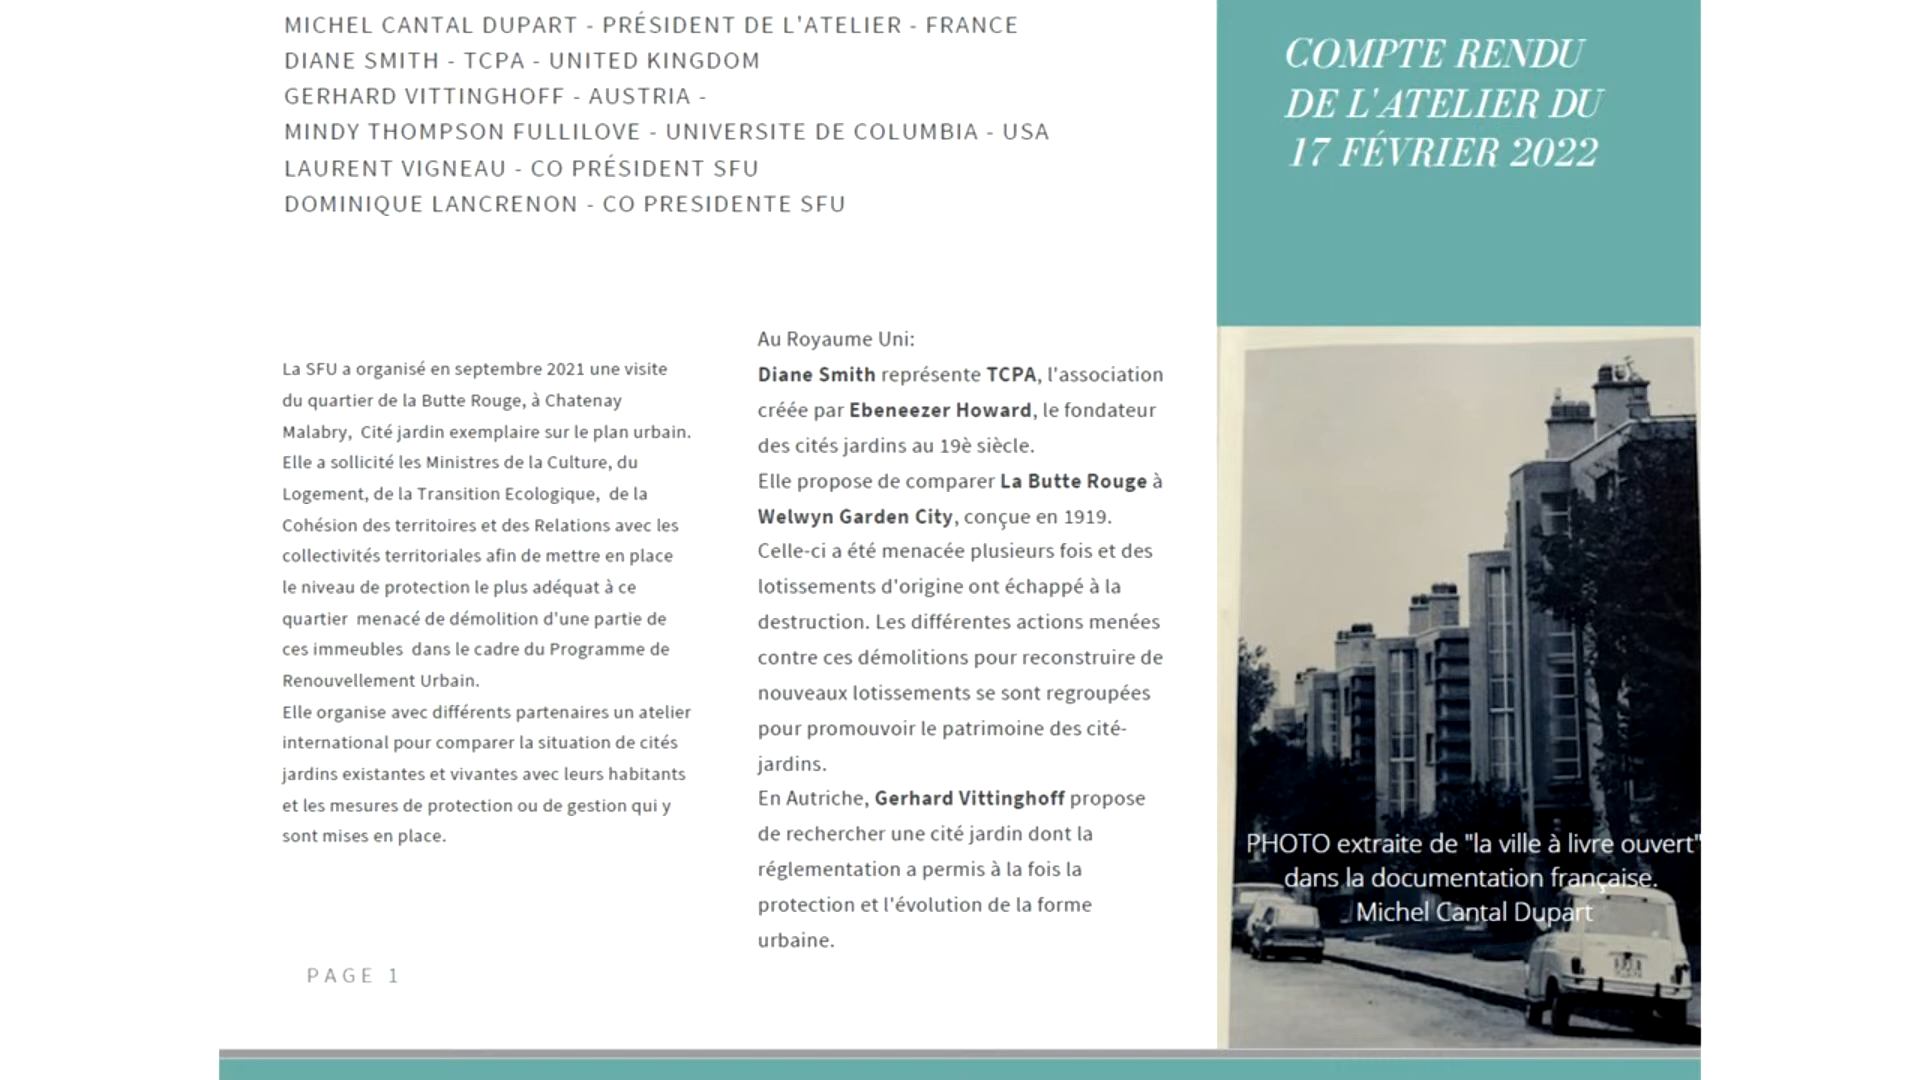 MICHEL CANTAL DUPART - PRÉSIDENT DE L'ATELIER - FRANCE
DIANE SMITH - TCPA - UNITED KINGDOM
GERHARD VITTINGHOFF - AUSTRIA -
MINDY THOMPSON FULLILOVE - UNIVERSITE DE COLUMBIA - USA
LAURENT VIGNEAU - CO PRÉSIDENT SFU
DOMINIQUE LANCRENON - CO PRESIDENTE SFU
COMPTE RENDU
DE L'ATELIER DU
17 FÉVRIER 2022
La SFU a organisé en septembre 2021 une visite
du quartier de la Butte Rouge, à Chatenay
Malabry, Cité jardin exemplaire sur le plan urbain.
Elle a sollicité les Ministres de la Culture, du
Logement, de la Transition Ecologique, de la
Cohésion des territoires et des Relations avec les
collectivités territoriales afin de mettre en place
le niveau de protection le plus adéquat à ce
quartier menacé de démolition d'une partie de
ces immeubles dans le cadre du Programme de
Renouvellement Urbain.
Elle organise avec différents partenaires un atelier
international pour comparer la situation de cités
jardins existantes et vivantes avec leurs habitants
et les mesures de protection ou de gestion qui y
sont mises en place.
Au Royaume Uni:
Diane Smith représente TCPA, l'association
créée par Ebeneezer Howard, le fondateur
des cités jardins au 19è siècle.
Elle propose de comparer La Butte Rouge à
Welwyn Garden City, conçue en 1919.
Celle-ci a été menacée plusieurs fois et des
lotissements d'origine ont échappé à la
destruction. Les différentes actions menées
contre ces démolitions pour reconstruire de
nouveaux lotissements se sont regroupées
pour promouvoir le patrimoine des cité-
jardins.
En Autriche, Gerhard Vittinghoff propose
de rechercher une cité jardin dont la
réglementation a permis à la fois la
protection et l'évolution de la forme
urbaine.
PHOTO extraite de "la ville à livre ouvert"
dans la documentation française.
Michel Cantal Dupart
PAGE 1